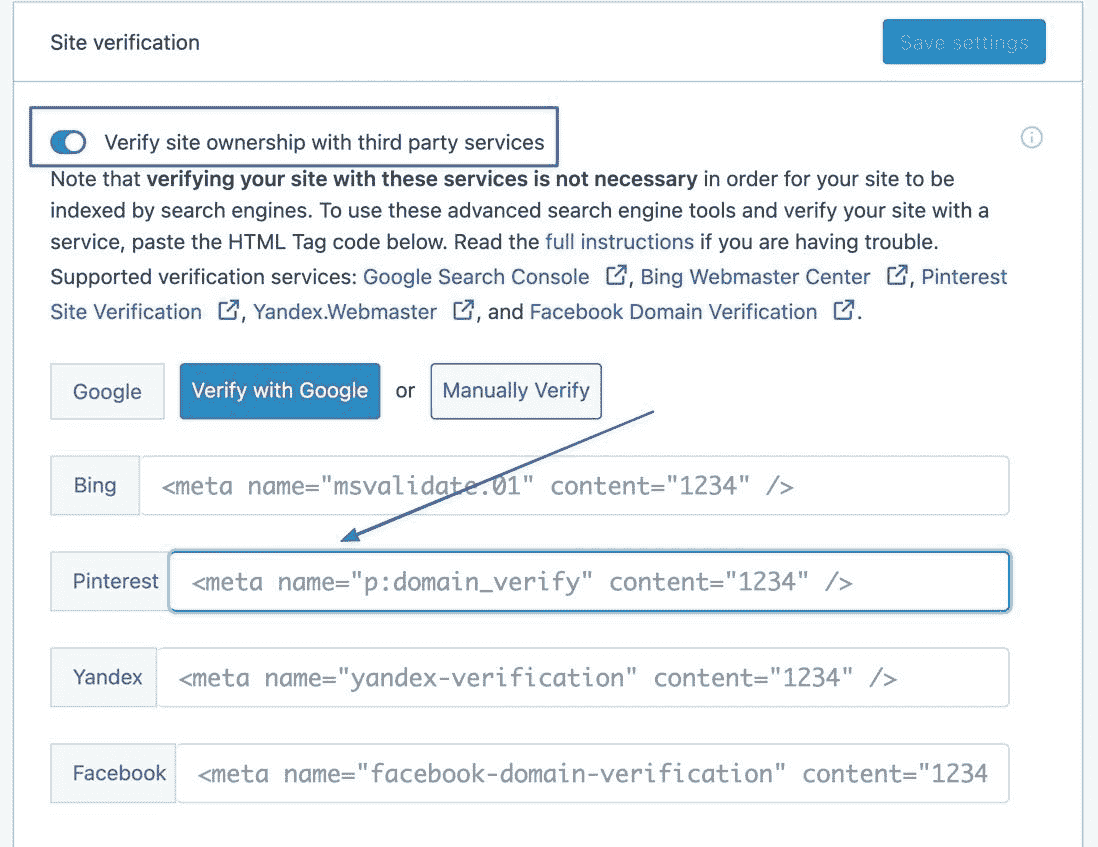 Site verification
Save settings
Verify site ownership with third party services
Note that verifying your site with these services is not necessary in order for your site to be
indexed by search engines. To use these advanced search engine tools and verify your site with a
service, paste the HTML Tag code below. Read the full instructions if you are having trouble.
Supported verification services: Google Search Console , Bing Webmaster Center , Pinterest
Site Verification , Yandex.Webmaster , and Facebook Domain Verification .
Google Verify with Google or Manually Verify
Bing <meta name="msvalidate.01" content="1234" />
Pinterest <meta name="p:domain_verify" content="1234" />
Yandex <meta name="yandex-verification" content="1234" />
Facebook <meta name="facebook-domain-verification" content="1234